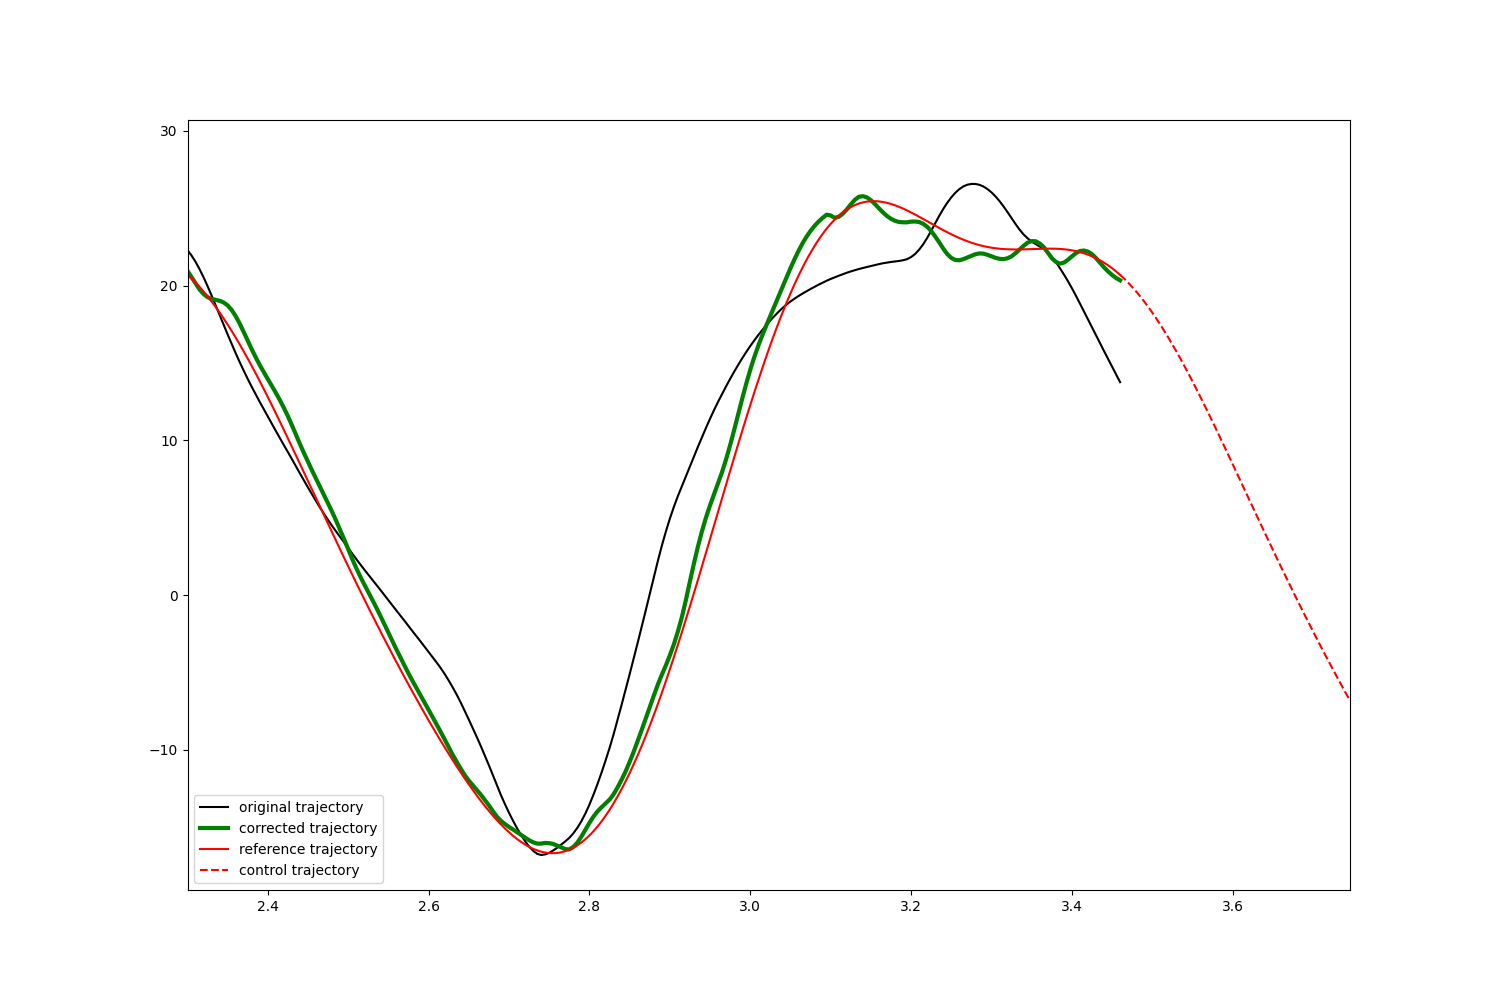 30
20
10
0
−10
original trajectory
corrected trajectory
reference trajectory
control trajectory
2.4 2.6 2.8 3.0 3.2 3.4 3.6